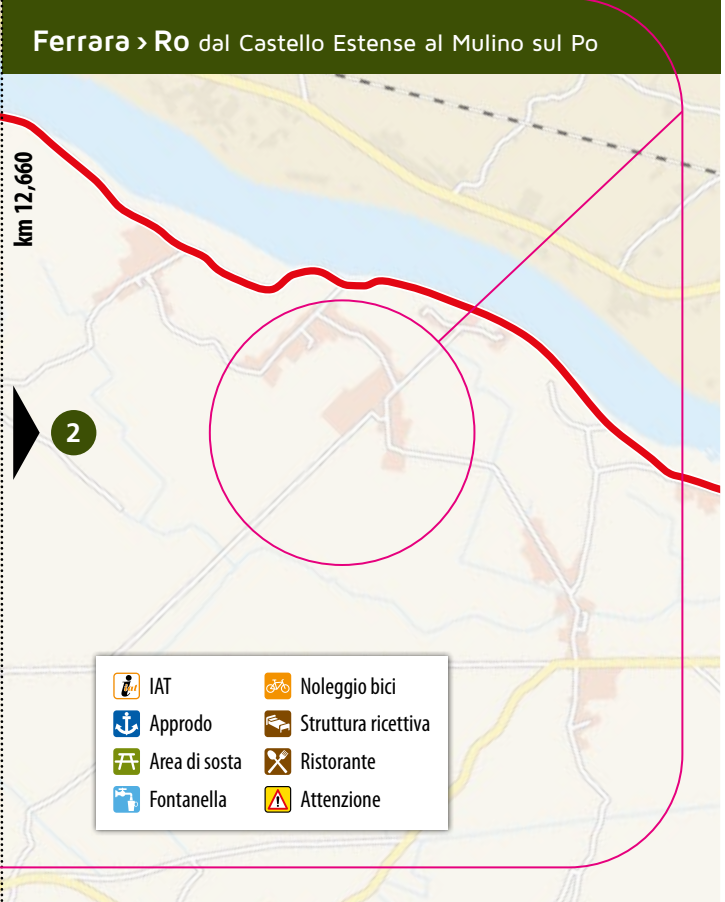 Ferrara › Ro dal Castello Estense al Mulino sul Po
km 12,660
2
IAT
Approdo
Area di sosta
Fontanella
Noleggio bici
Struttura ricettiva
Ristorante
Attenzione